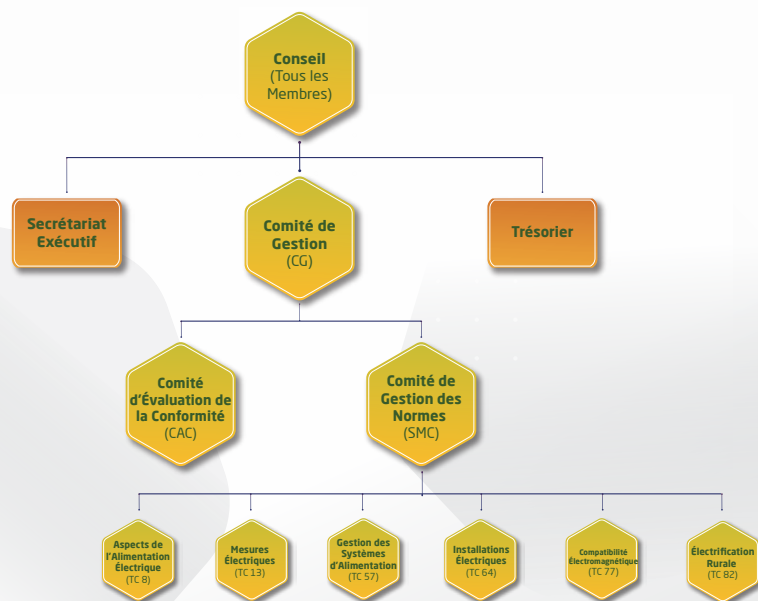 Conseil
(Tous les
Membres)
Secrétariat
Exécutif
Comité de
Gestion
(CG)
Trésorier
Comité
d'Évaluation de
la Conformité
(CAC)
Comité de
Gestion des
Normes
(SMC)
Aspects de
l'Alimentation
Électrique
(TC 8)
Mesures
Électriques
(TC 13)
Gestion des
Systèmes
d'Alimentation
(TC 57)
Installations
Électriques
(TC 64)
Compatibilité
Électromagnétique
(TC 77)
Électrification
Rurale
(TC 82)